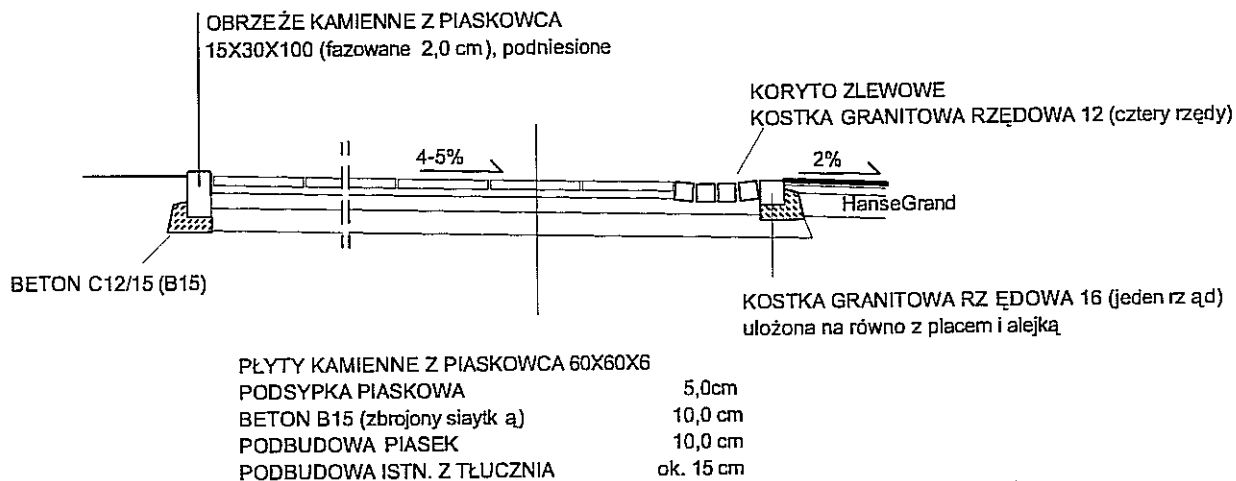 OBRZEŻE KAMIENNE Z PIASKOWCA
15X30X100 (fazowane 2,0 cm), podniesione
KORYTO ZLEWOWE
KOSTKA GRANITOWA RZĘDOWA 12 (cztery rzędy)
4-5%
2%
HanseGrand
BETON C12/15 (B15)
KOSTKA GRANITOWA RZ ĘDOWA 16 (jeden rz ąd)
ułożona na równo z placem i alejką
PŁYTY KAMIENNE Z PIASKOWCA 60X60X6
PODSYPKA PIASKOWA 5,0cm
BETON B15 (zbrojony siaytk ą) 10,0 cm
PODBUDOWA PIASEK 10,0 cm
PODBUDOWA ISTN. Z TŁUCZNIA ok. 15 cm